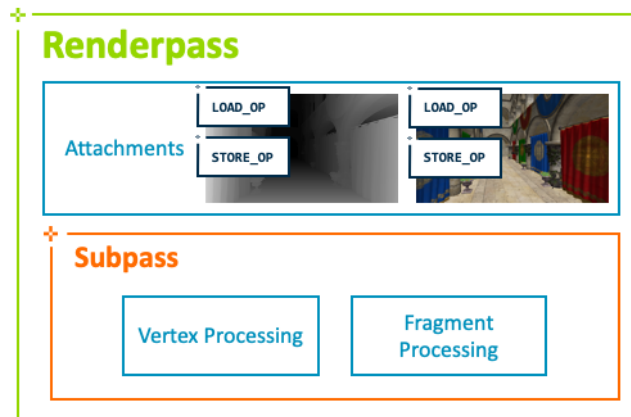 Renderpass
Attachments
LOAD_OP
STORE_OP
LOAD_OP
STORE_OP
Subpass
Vertex Processing
Fragment
Processing